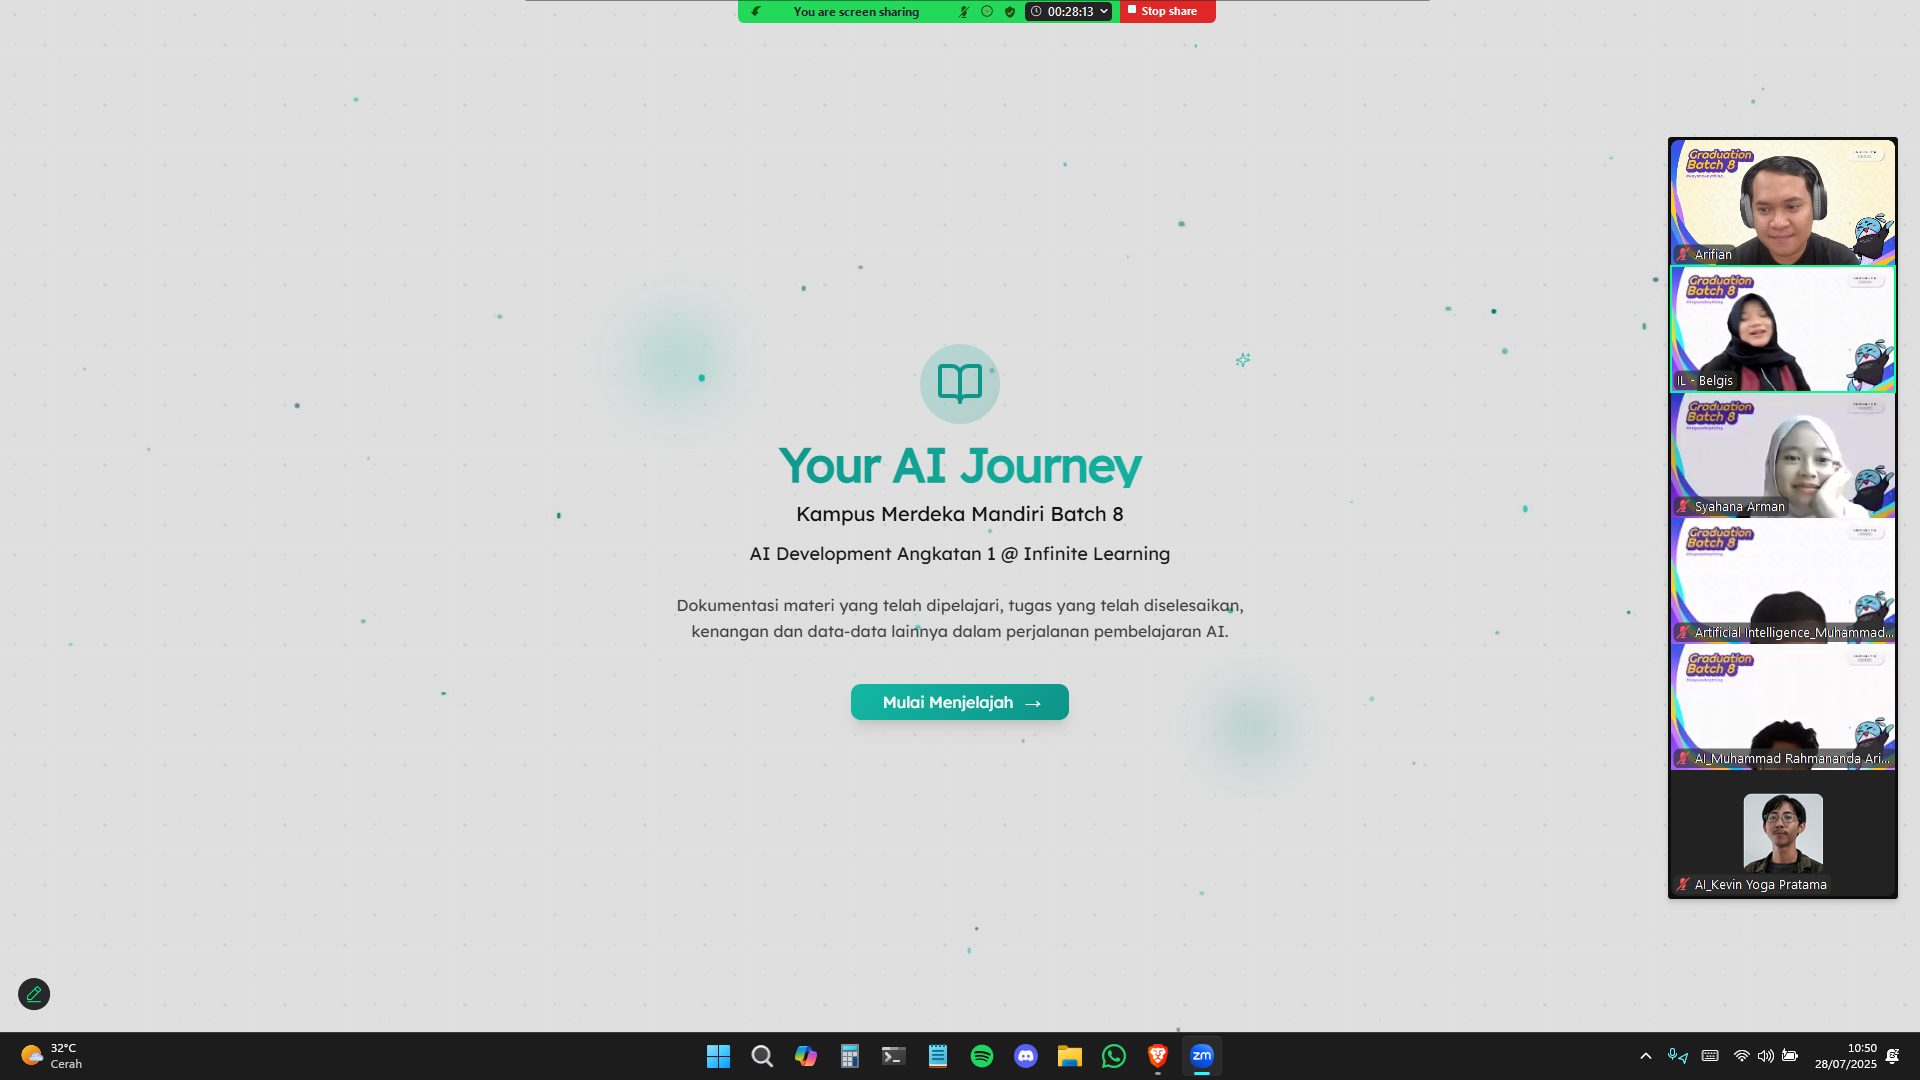 You are screen sharing
00:28:13
Stop share
Your AI Journey
Kampus Merdeka Mandiri Batch 8
AI Development Angkatan 1 @ Infinite Learning
Dokumentasi materi yang telah dipelajari, tugas yang telah diselesaikan,
kenangan dan data-data lainnya dalam perjalanan pembelajaran AI.
Mulai Menjelajah →
Graduation
Batch 8
Arifian
Graduation
Batch 8
IL - Belgis
Graduation
Batch 8
Syahana Arman
Graduation
Batch 8
Artificial Intelligence_Muhammad...
Graduation
Batch 8
AI_Muhammad Rahmananda Ari...
AI_Kevin Yoga Pratama
32°C
Cerah
zm
10:50
28/07/2025